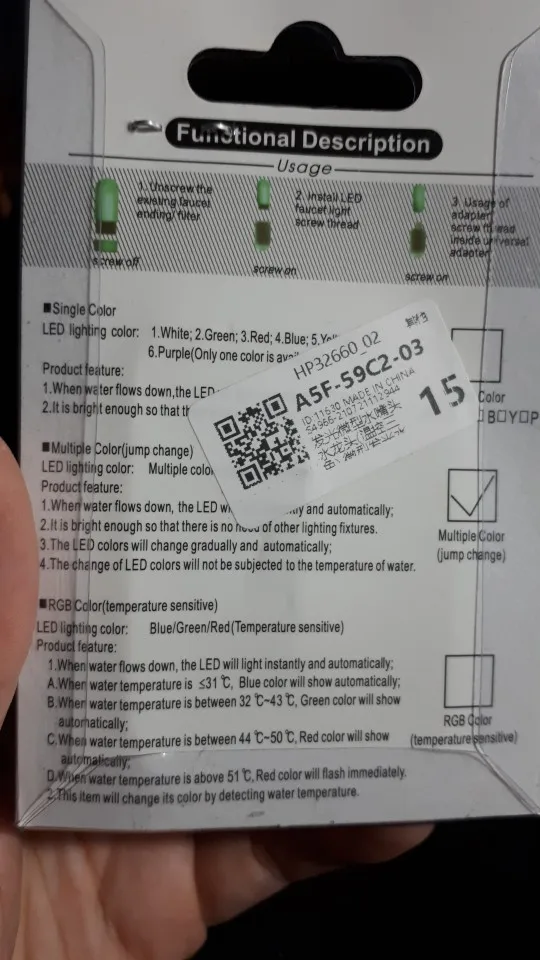 Functional Description
Usage
1. Unscrew the
existing faucet
ending/ filter
screw off
2. Install LED
faucet light
screw thread
screw on
3. Usage of
adapter
screw thread
inside universal
adapter
screw on
■Single Color
LED lighting color: 1.White; 2.Green; 3.Red; 4.Blue; 5.
6.Purple(Only one color is
Product feature:
1.When water flows down,the LED
2.It is bright enough so that
Color
B□Y□P
HP32660_02
A5F-59C2-03
MADE IN CHINA
15
■Multiple Color(jump change)
LED lighting color: Multiple
Product feature:
1.When water flows down, the LED and automatically;
2.It is bright enough so that there is no need of other lighting fixtures.
3.The LED colors will change gradually and automatically;
4.The change of LED colors will not be subjected to the temperature of water.
Multiple Color
(jump change)
■RGB Color(temperature sensitive)
LED lighting color: Blue/Green/Red(Temperature sensitive)
Product feature:
1.When water flows down, the LED will light instantly and automatically;
A.When water temperature is ≤31℃, Blue color will show automatically;
B.When water temperature is between 32℃~43℃, Green color will show
automatically;
C.When water temperature is between 44℃~50℃, Red color will show
automatically;
D.When water temperature is above 51℃, Red color will flash immediately.
2.This item will change its color by detecting water temperature.
RGB Color
(temperature sensitive)